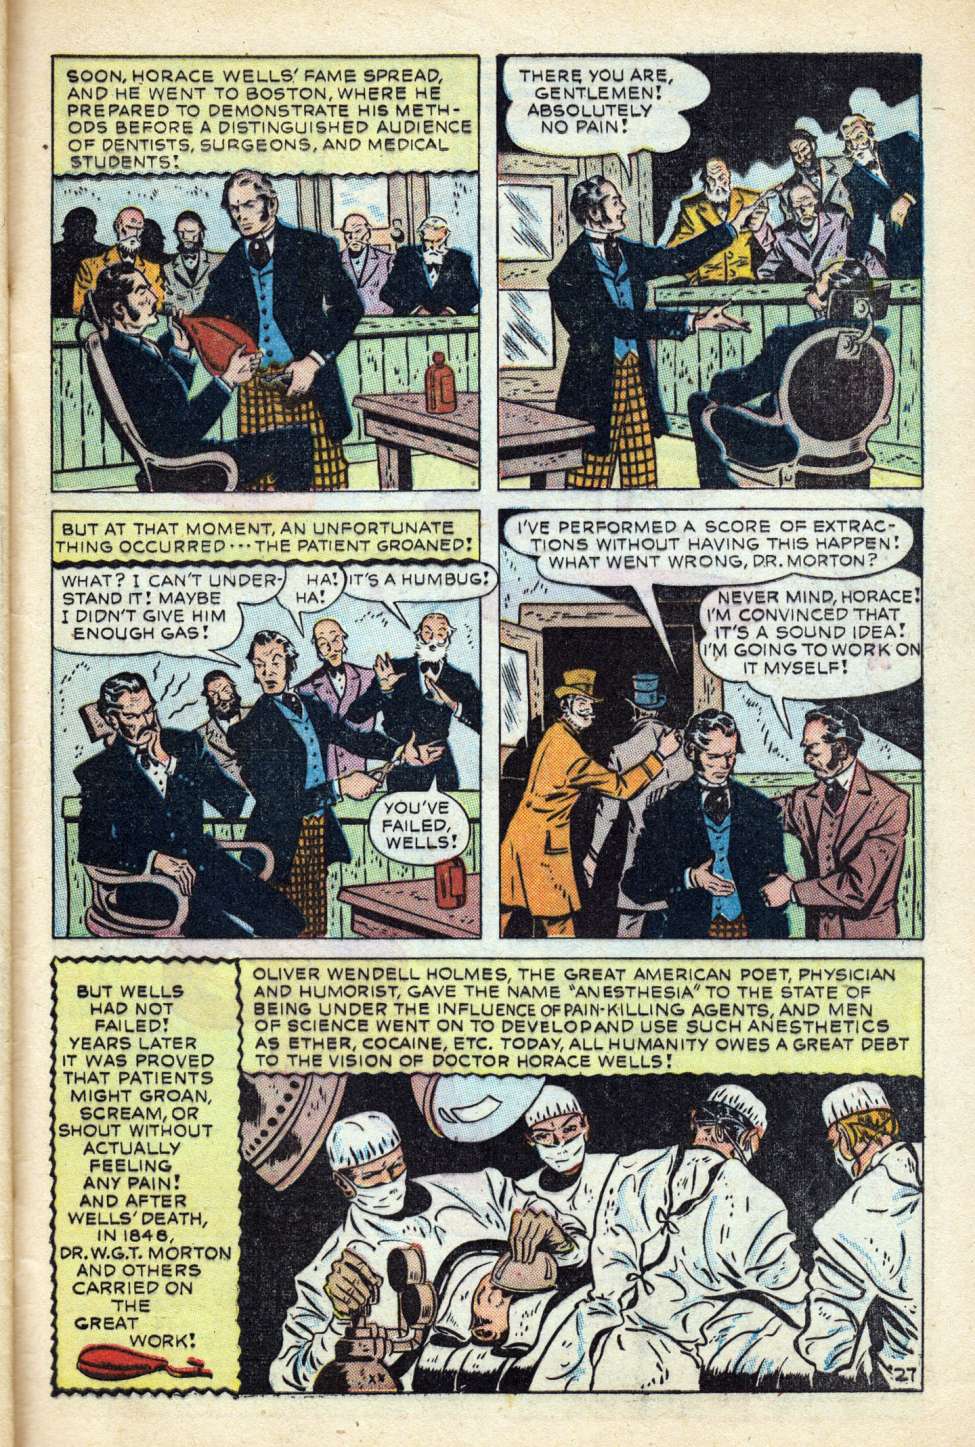 SOON, HORACE WELLS' FAME SPREAD,
AND HE WENT TO BOSTON, WHERE HE
PREPARED TO DEMONSTRATE HIS METH-
ODS BEFORE A DISTINGUISHED AUDIENCE
OF DENTISTS, SURGEONS, AND MEDICAL
STUDENTS!
THERE YOU ARE,
GENTLEMEN!
ABSOLUTELY
NO PAIN!
BUT AT THAT MOMENT, AN UNFORTUNATE
THING OCCURRED... THE PATIENT GROANED!
WHAT? I CAN'T UNDER-
STAND IT! MAYBE
I DIDN'T GIVE HIM
ENOUGH GAS!
HA!
HA!
IT'S A HUMBUG!
YOU'VE
FAILED,
WELLS!
I'VE PERFORMED A SCORE OF EXTRAC-
TIONS WITHOUT HAVING THIS HAPPEN!
WHAT WENT WRONG, DR. MORTON?
NEVER MIND, HORACE!
I'M CONVINCED THAT
IT'S A SOUND IDEA!
I'M GOING TO WORK ON
IT MYSELF!
BUT WELLS
HAD NOT
FAILED!
YEARS LATER
IT WAS PROVED
THAT PATIENTS
MIGHT GROAN,
SCREAM, OR
SHOUT WITHOUT
ACTUALLY
FEELING
ANY PAIN!
AND AFTER
WELLS' DEATH,
IN 1848,
DR. W.G.T. MORTON
AND OTHERS
CARRIED ON
THE
GREAT
WORK!
OLIVER WENDELL HOLMES, THE GREAT AMERICAN POET, PHYSICIAN
AND HUMORIST, GAVE THE NAME "ANESTHESIA" TO THE STATE OF
BEING UNDER THE INFLUENCE OF PAIN-KILLING AGENTS, AND MEN
OF SCIENCE WENT ON TO DEVELOP AND USE SUCH ANESTHETICS
AS ETHER, COCAINE, ETC. TODAY, ALL HUMANITY OWES A GREAT DEBT
TO THE VISION OF DOCTOR HORACE WELLS!
27